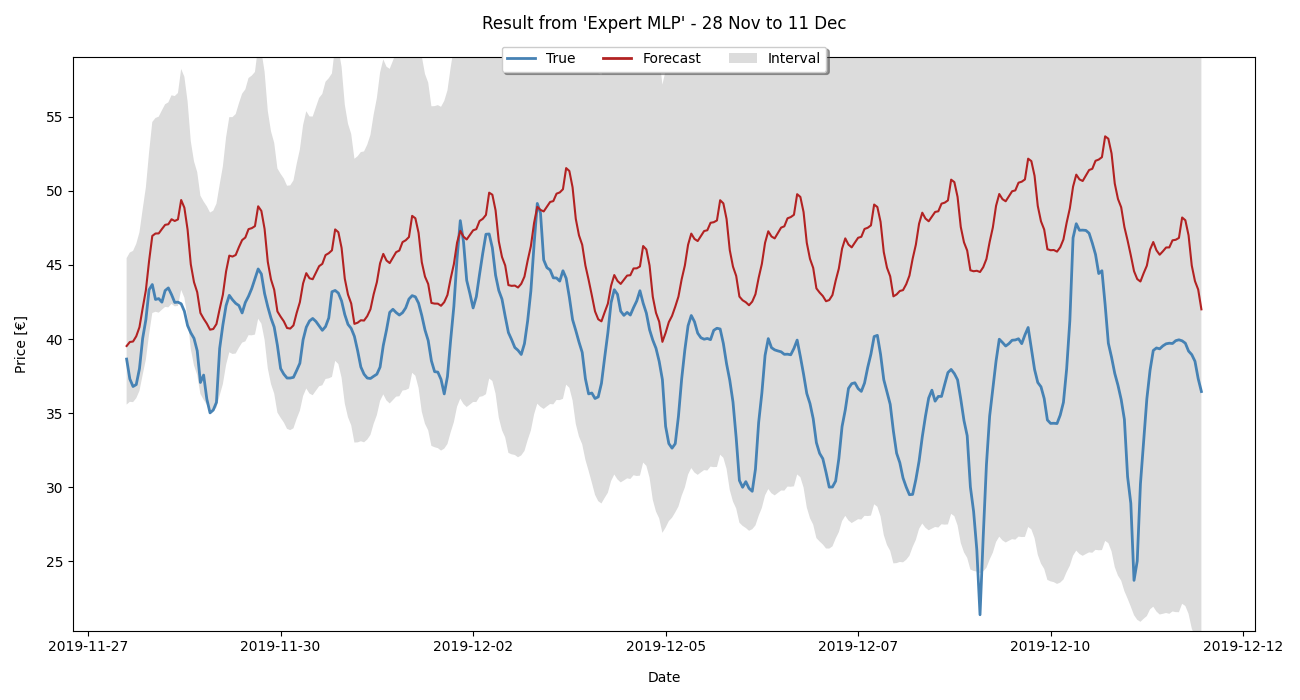 Result from 'Expert MLP' - 28 Nov to 11 Dec
True Forecast Interval
55
50
45
40
35
30
25
Price [€]
2019-11-27 2019-11-30 2019-12-02 2019-12-05 2019-12-07 2019-12-10 2019-12-12
Date